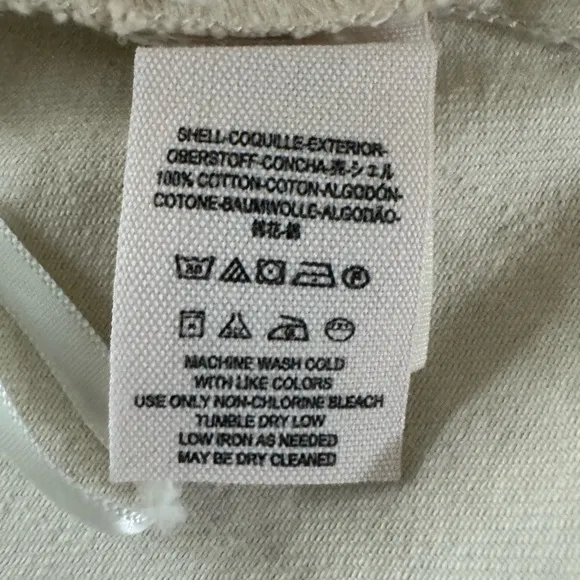 SHELL-COQUILLE-EXTERIOR-
OBERSTOFF-CONCHA-売-シェル
100% COTTON-COTON-ALGODÓN-
COTONE-BAUMWOLLE-ALGODÃO-
棉花-綿
30
P
MACHINE WASH COLD
WITH LIKE COLORS
USE ONLY NON-CHLORINE BLEACH
TUMBLE DRY LOW
LOW IRON AS NEEDED
MAY BE DRY CLEANED